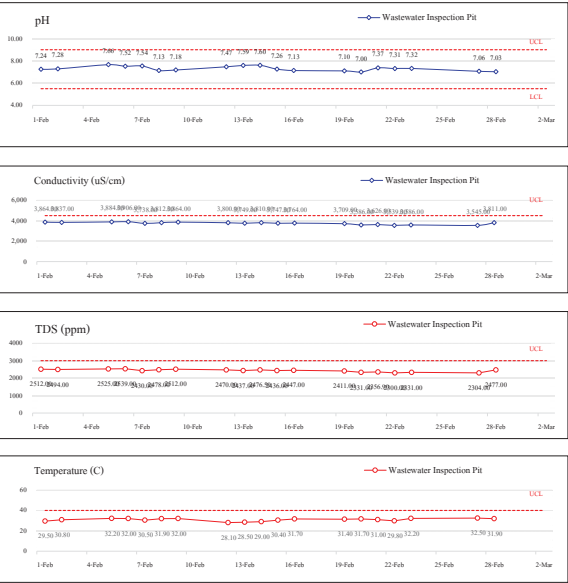 pH
Wastewater Inspection Pit
UCL
10.00
7.24 7.28 7.52 7.54 7.13 7.18 7.47 7.59 7.60 7.26 7.13 7.10 7.00 7.37 7.31 7.32 7.06 7.03
8.00
6.00
LCL
4.00
1-Feb 4-Feb 7-Feb 10-Feb 13-Feb 16-Feb 19-Feb 22-Feb 25-Feb 28-Feb 2-Mar
Conductivity (uS/cm)
Wastewater Inspection Pit
UCL
6,000
3,811.00
3,709.00
3,545.00
4,000
2,000
0
1-Feb 4-Feb 7-Feb 10-Feb 13-Feb 16-Feb 19-Feb 22-Feb 25-Feb 28-Feb 2-Mar
TDS (ppm)
Wastewater Inspection Pit
UCL
4000
3000
2000
2411.00
2304.00
2477.00
1000
0
1-Feb 4-Feb 7-Feb 10-Feb 13-Feb 16-Feb 19-Feb 22-Feb 25-Feb 28-Feb 2-Mar
Temperature (C)
Wastewater Inspection Pit
UCL
60
40
20
29.50 30.80 32.20 32.00 30.50 31.90 32.00 28.10 28.50 29.00 30.40 31.70 31.40 31.70 31.00 29.80 32.20 32.50 31.90
0
1-Feb 4-Feb 7-Feb 10-Feb 13-Feb 16-Feb 19-Feb 22-Feb 25-Feb 28-Feb 2-Mar